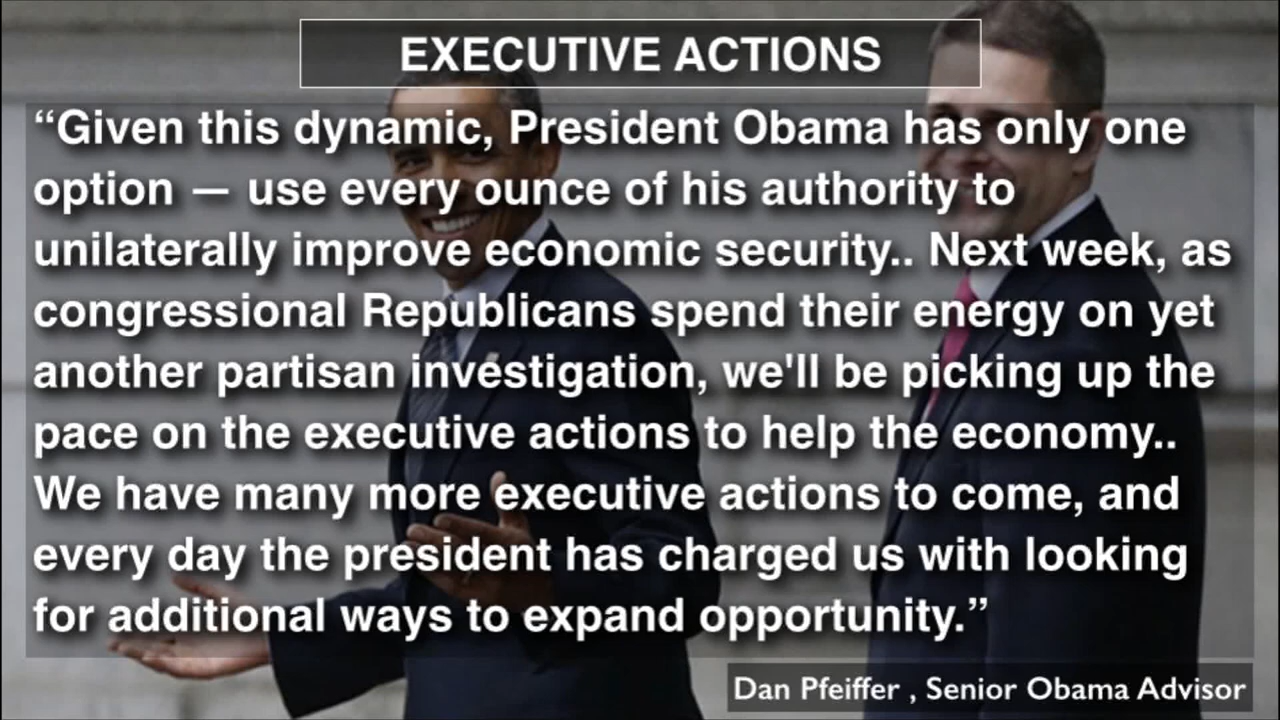 EXECUTIVE ACTIONS
“Given this dynamic, President Obama has only one
option — use every ounce of his authority to
unilaterally improve economic security.. Next week, as
congressional Republicans spend their energy on yet
another partisan investigation, we'll be picking up the
pace on the executive actions to help the economy..
We have many more executive actions to come, and
every day the president has charged us with looking
for additional ways to expand opportunity.”
Dan Pfeiffer , Senior Obama Advisor